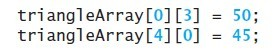 triangleArray[0][3] = 50;
triangleArray[4][0] = 45;